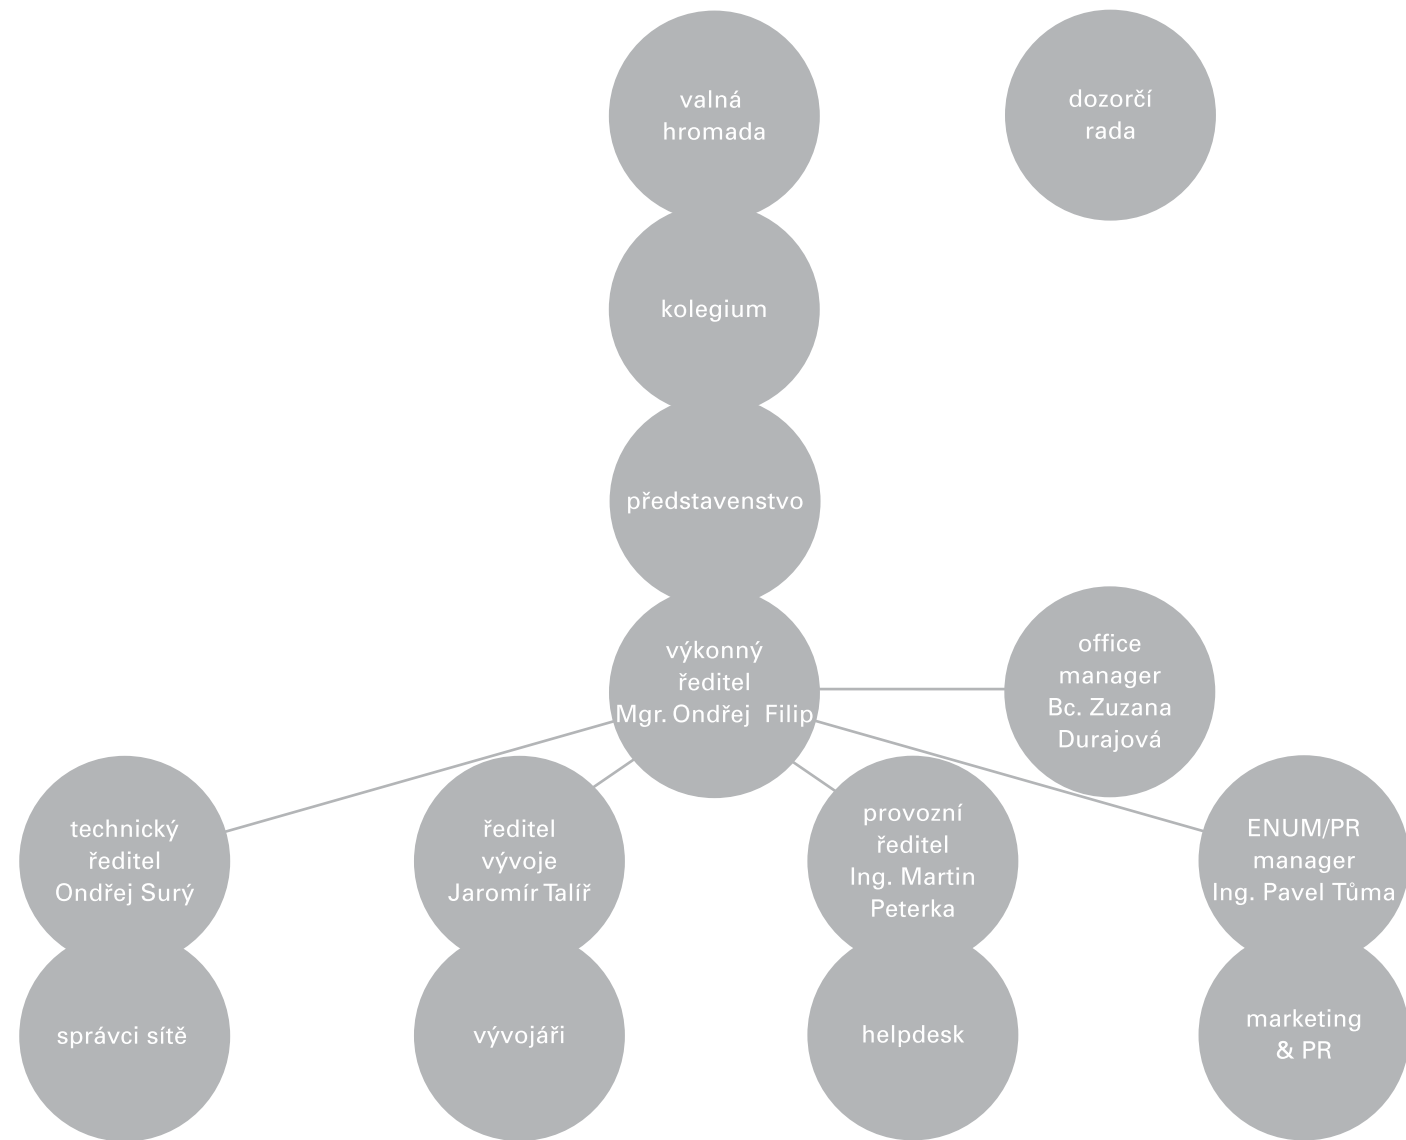 valná
hromada
dozorčí
rada
kolegium
představenstvo
výkonný
ředitel
Mgr. Ondřej Filip
office
manager
Bc. Zuzana
Durajová
technický
ředitel
Ondřej Surý
ředitel
vývoje
Jaromír Talíř
provozní
ředitel
Ing. Martin
Peterka
ENUM/PR
manager
Ing. Pavel Tůma
správci sítě
vývojáři
helpdesk
marketing
& PR